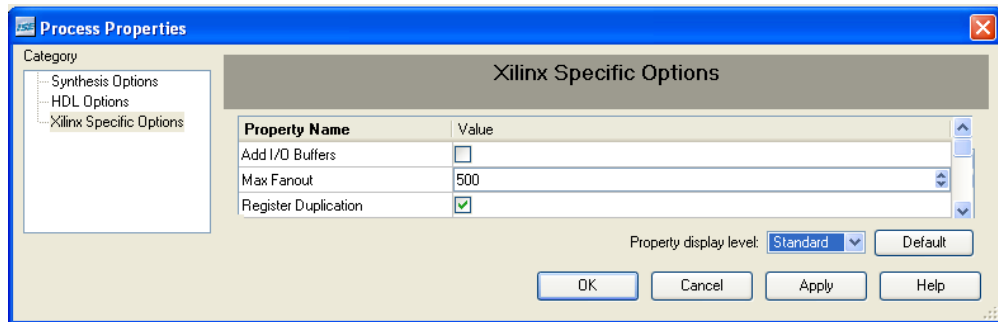 ISE Process Properties
Category
Synthesis Options
HDL Options
Xilinx Specific Options
Xilinx Specific Options
Property Name Value
Add I/O Buffers
Max Fanout 500
Register Duplication
Property display level: Standard Default
OK Cancel Apply Help